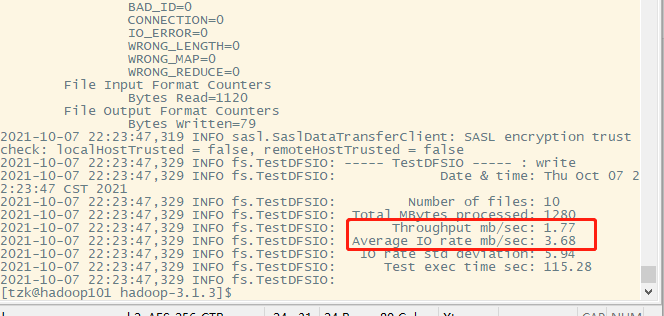 BAD_ID=0
CONNECTION=0
IO_ERROR=0
WRONG_LENGTH=0
WRONG_MAP=0
WRONG_REDUCE=0
File Input Format Counters
Bytes Read=1120
File Output Format Counters
Bytes Written=79
2021-10-07 22:23:47,319 INFO sasl.SaslDataTransferClient: SASL encryption trust
check: localHostTrusted = false, remoteHostTrusted = false
2021-10-07 22:23:47,329 INFO fs.TestDFSIO: ----- TestDFSIO ----- : write
2021-10-07 22:23:47,329 INFO fs.TestDFSIO: Date & time: Thu Oct 07 2
2:23:47 CST 2021
2021-10-07 22:23:47,329 INFO fs.TestDFSIO: Number of files: 10
2021-10-07 22:23:47,329 INFO fs.TestDFSIO: Total MBytes processed: 1280
2021-10-07 22:23:47,329 INFO fs.TestDFSIO: Throughput mb/sec: 1.77
2021-10-07 22:23:47,329 INFO fs.TestDFSIO: Average IO rate mb/sec: 3.68
2021-10-07 22:23:47,329 INFO fs.TestDFSIO: IO rate std deviation: 5.94
2021-10-07 22:23:47,329 INFO fs.TestDFSIO: Test exec time sec: 115.28
2021-10-07 22:23:47,329 INFO fs.TestDFSIO:
[tzk@hadoop101 hadoop-3.1.3]$